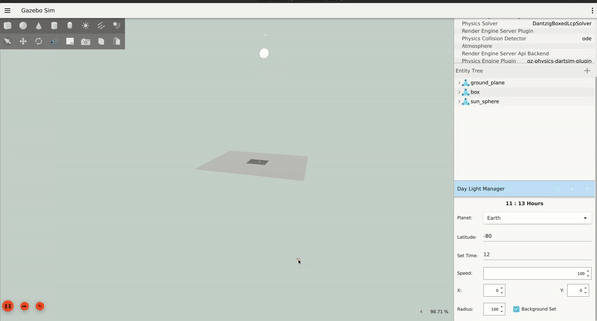 Gazebo Sim
Physics Solver DantzigBoxedLcpSolver
Render Engine Server Plugin
Physics Collision Detector ode
Atmosphere
Render Engine Server Api Backend
Physics Engine Plugin gz-physics-dartsim-plugin
Entity Tree
ground_plane
box
sun_sphere
Day Light Manager
11 : 13 Hours
Planet: Earth
Latitude: -80
Set Time: 12
Speed: 100
X: 0 Y: 0
Radius: 100 Background Set
98.71 %